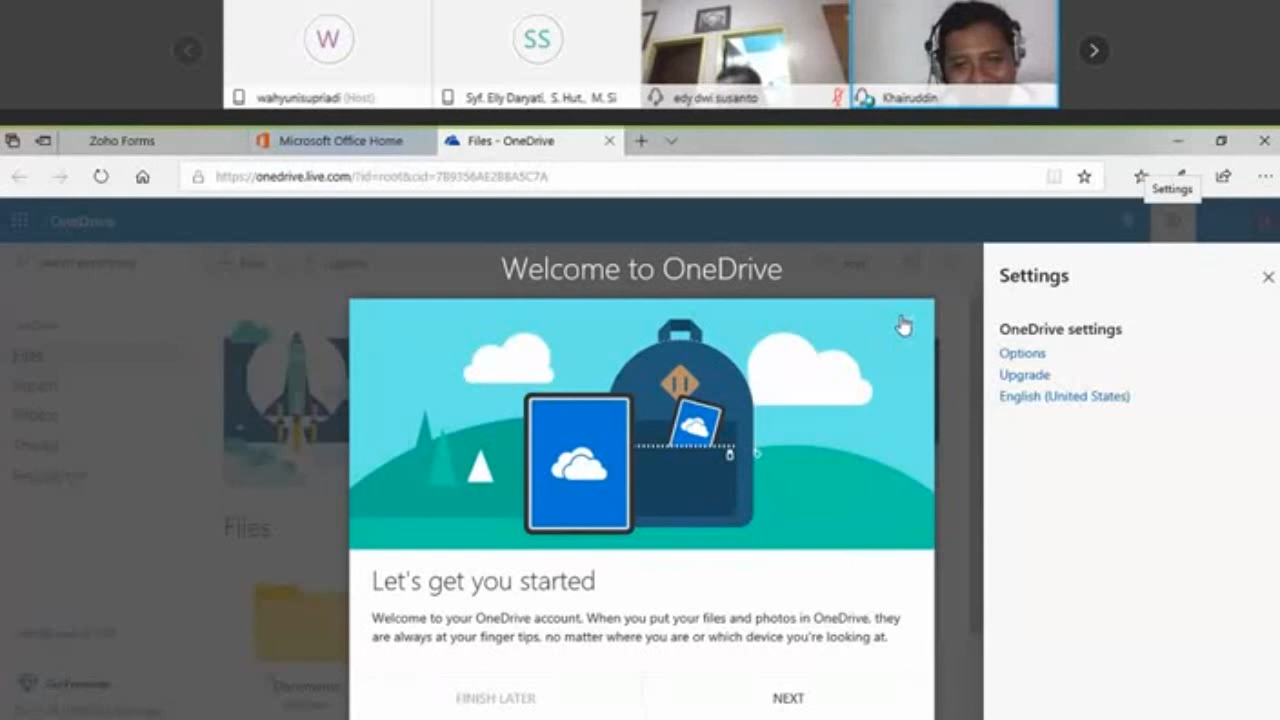 W
SS
wahyunisupriadi (Host)
Syf. Elly Daryati, S. Hut., M. Si
edy dwi susanto
Khairuddin
Zoho Forms
Microsoft Office Home
Files - OneDrive
https://onedrive.live.com/?id=root&cid=7B9356AE2B8A5C7A
Settings
OneDrive
Welcome to OneDrive
Settings
OneDrive settings
Options
Upgrade
English (United States)
Files
Files
Documents
Let's get you started
Welcome to your OneDrive account. When you put your files and photos in OneDrive, they
are always at your finger tips, no matter where you are or which device you're looking at.
FINISH LATER
NEXT